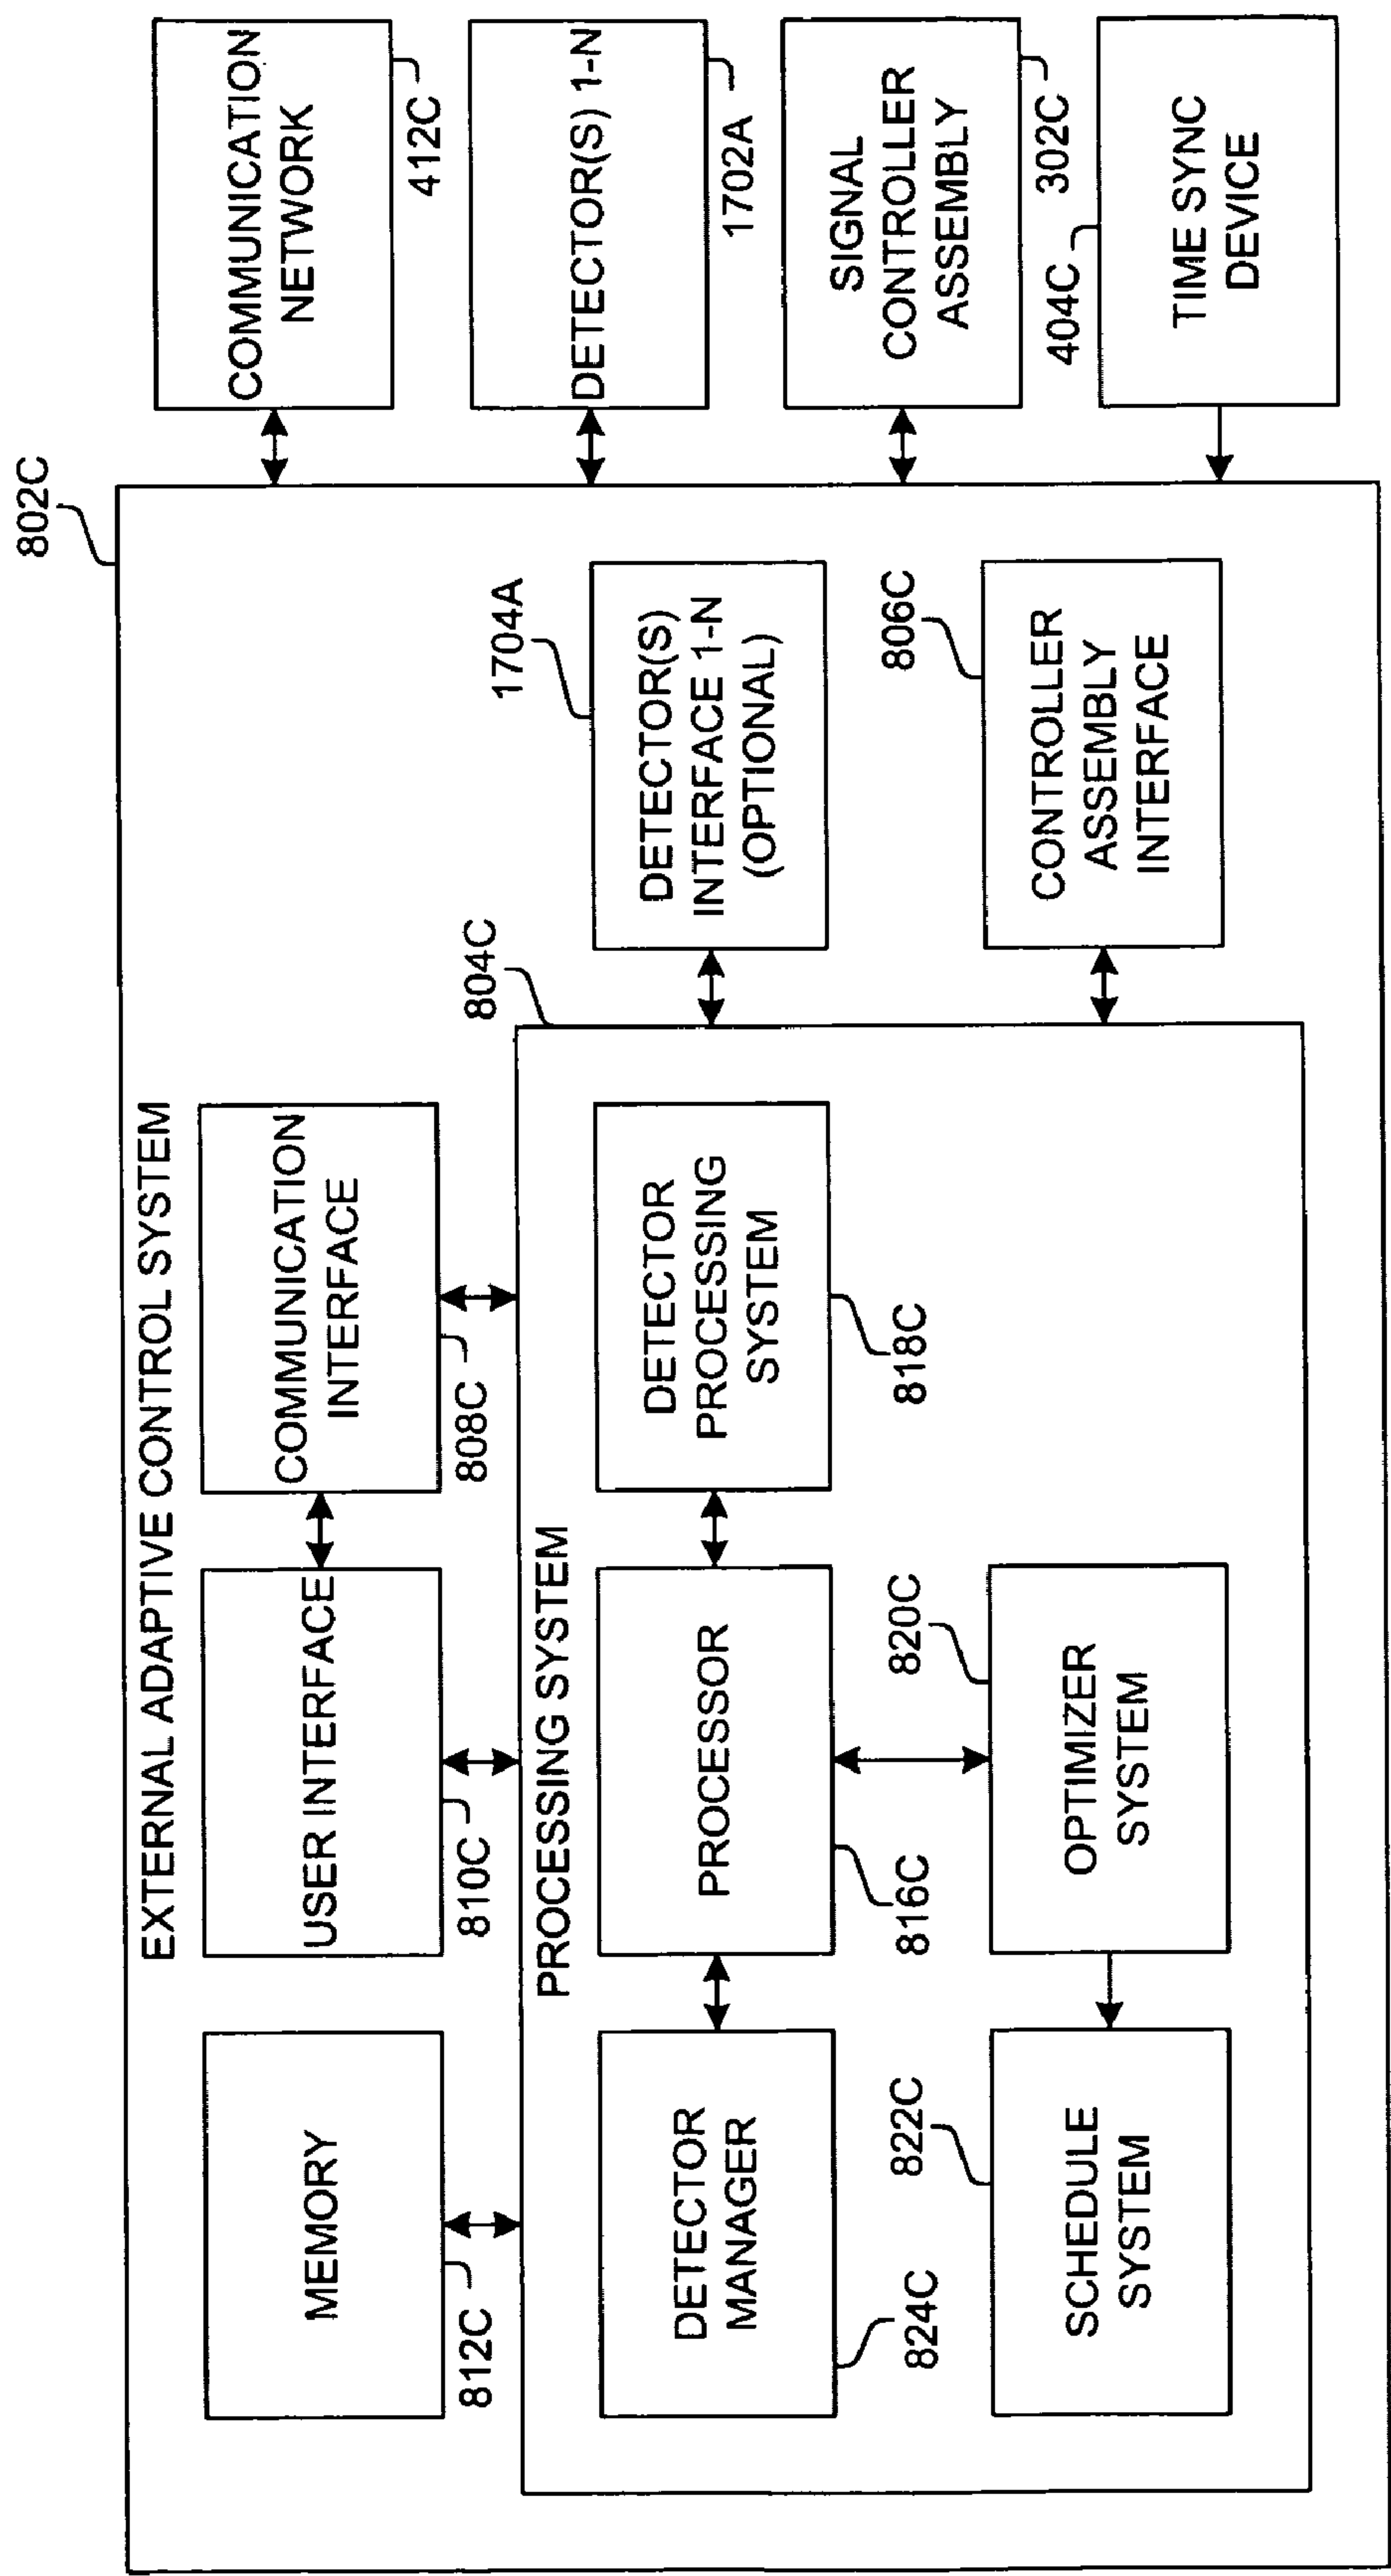 802C
EXTERNAL ADAPTIVE CONTROL SYSTEM
MEMORY
812C
USER INTERFACE
810C
COMMUNICATION
INTERFACE
808C
COMMUNICATION
NETWORK
412C
PROCESSING SYSTEM
804C
DETECTOR
MANAGER
824C
PROCESSOR
816C
DETECTOR
PROCESSING
SYSTEM
818C
1704A
DETECTOR(S)
INTERFACE 1-N
(OPTIONAL)
DETECTOR(S) 1-N
1702A
822C
SCHEDULE
SYSTEM
820C
OPTIMIZER
SYSTEM
806C
CONTROLLER
ASSEMBLY
INTERFACE
SIGNAL
CONTROLLER
ASSEMBLY
302C
404C
TIME SYNC
DEVICE